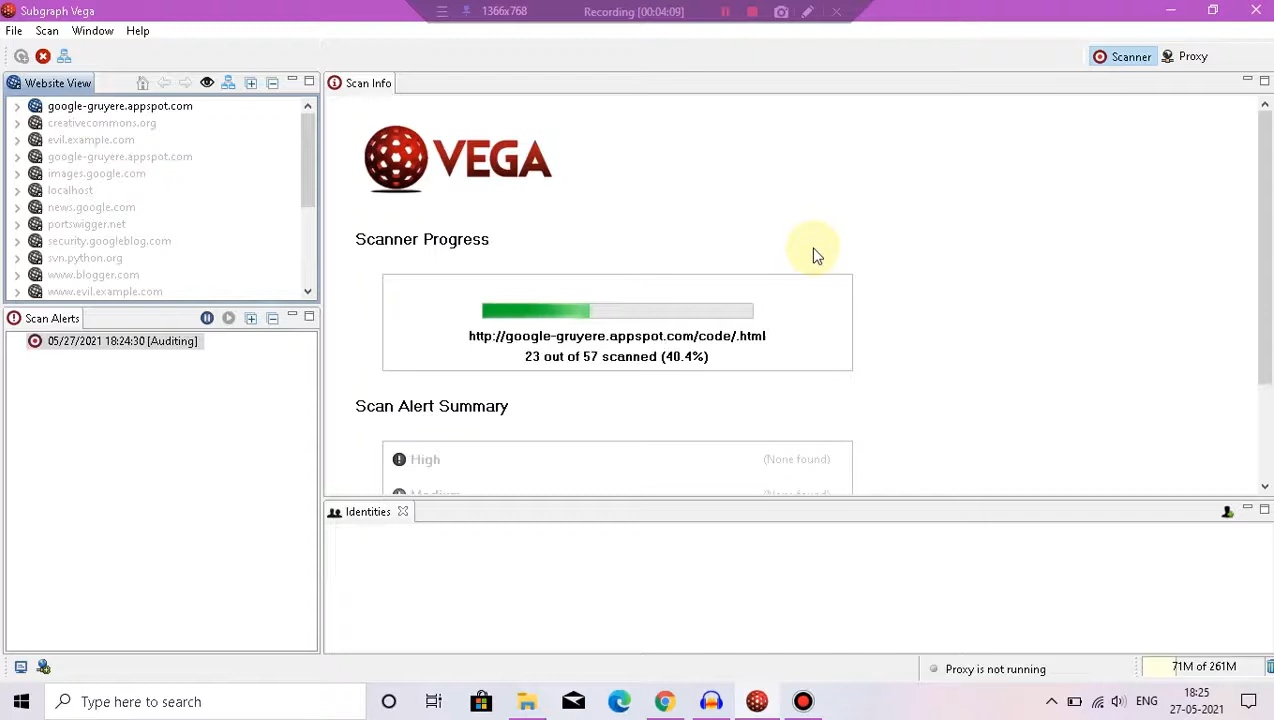 Subgraph Vega
1366x768
Recording [00:04:09]
File Scan Window Help
Scanner
Proxy
Website View
google-gruyere.appspot.com
creativecommons.org
evil.example.com
google-gruyere.appspot.com
images.google.com
localhost
news.google.com
portswigger.net
security.googleblog.com
svn.python.org
www.blogger.com
www.evil.example.com
Scan Alerts
05/27/2021 18:24:30 [Auditing]
Scan Info
VEGA
Scanner Progress
http://google-gruyere.appspot.com/code/.html
23 out of 57 scanned (40.4%)
Scan Alert Summary
High (None found)
Medium (None found)
Identities
Proxy is not running
71M of 261M
Type here to search
ENG
18:25
27-05-2021